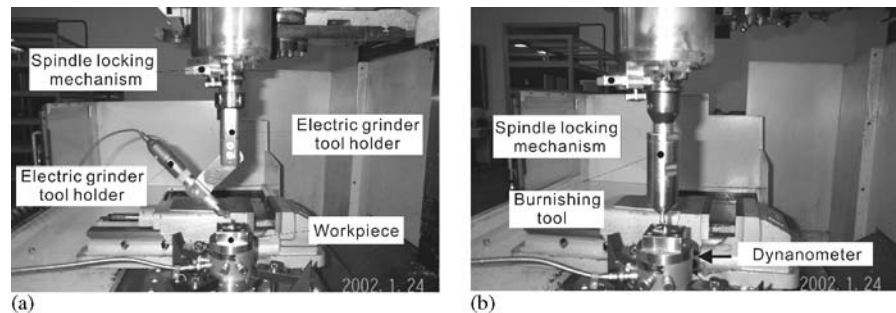 Spindle locking
mechanism
Electric grinder
tool holder
Electric grinder
tool holder
Workpiece
2002. 1. 24
(a)
Spindle locking
mechanism
Burnishing
tool
Dynanometer
2002. 1. 24
(b)